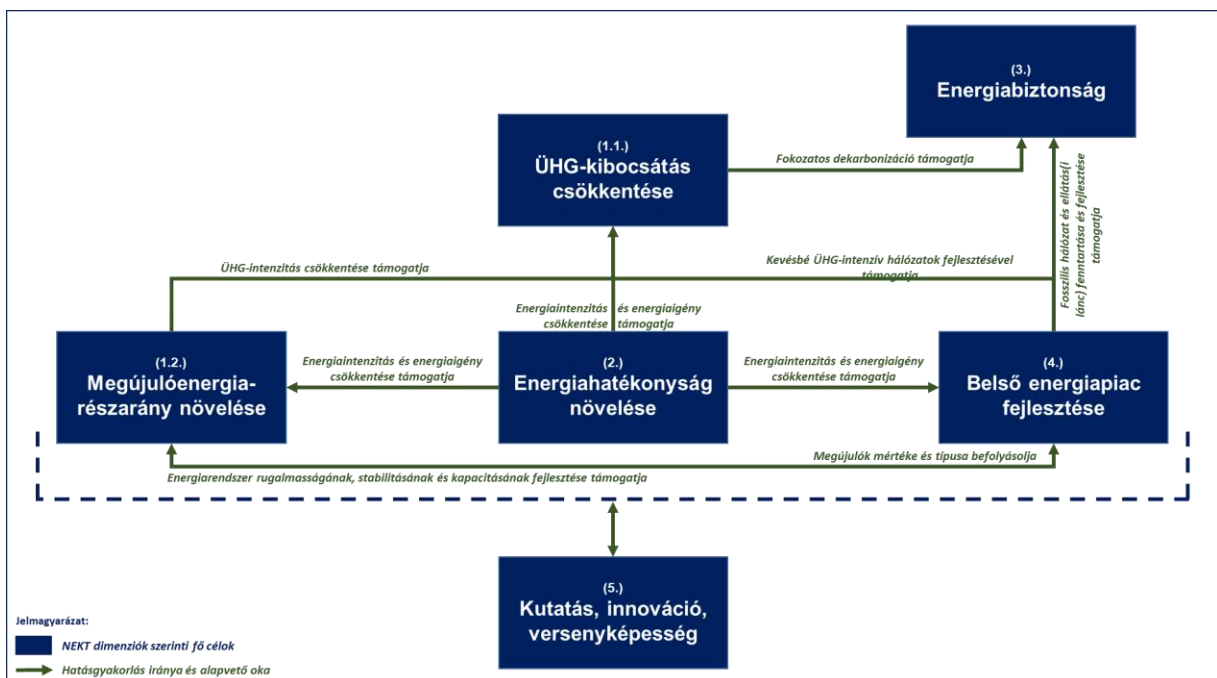 (3.)
Energiabiztonság
(1.1.)
ÜHG-kibocsátás
csökkentése
Fokozatos dekarbonizáció támogatja
Fosszilis hálózat és ellátás(i
lánc) fenntartása és fejlesztése
támogatja
ÜHG-intenzitás csökkentése támogatja
Kevésbé ÜHG-intenzív hálózatok fejlesztésével
támogatja
Energiaintenzitás és energiaigény
csökkentése támogatja
(1.2.)
Megújulóenergia-
részarány növelése
Energiaintenzitás és energiaigény
csökkentése támogatja
(2.)
Energiahatékonyság
növelése
Energiaintenzitás és energiaigény
csökkentése támogatja
(4.)
Belső energiapiac
fejlesztése
Megújulók mértéke és típusa befolyásolja
Energiarendszer rugalmasságának, stabilitásának és kapacitásának fejlesztése támogatja
(5.)
Kutatás, innováció,
versenyképesség
Jelmagyarázat:
NEKT dimenziók szerinti fő célok
Hatásgyakorlás iránya és alapvető oka